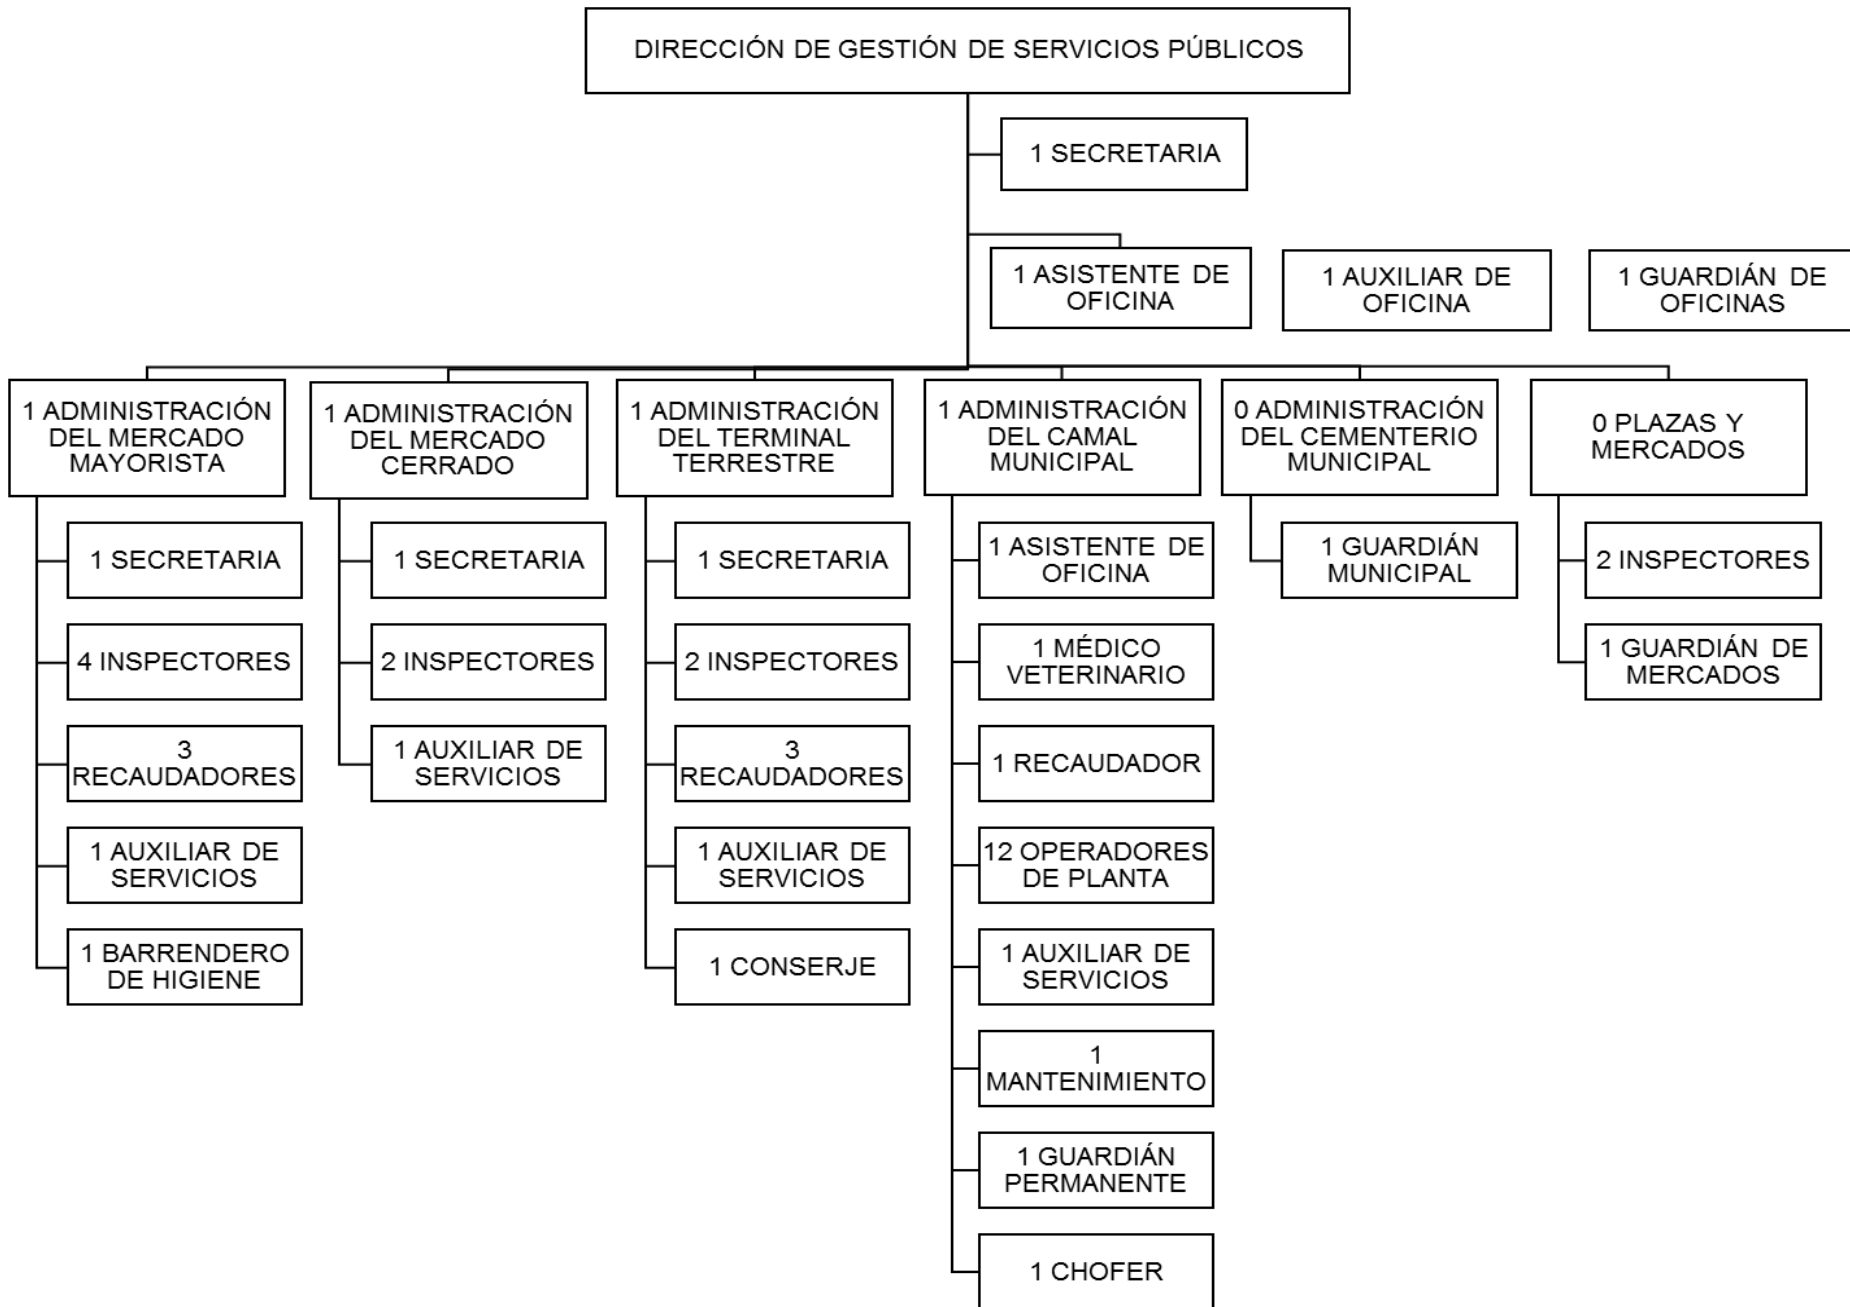 DIRECCIÓN DE GESTIÓN DE SERVICIOS PÚBLICOS
1 SECRETARIA
1 ASISTENTE DE
OFICINA
1 AUXILIAR DE
OFICINA
1 GUARDIÁN DE
OFICINAS
1 ADMINISTRACIÓN
DEL MERCADO
MAYORISTA
1 SECRETARIA
4 INSPECTORES
3
RECAUDADORES
1 AUXILIAR DE
SERVICIOS
1 BARRENDERO
DE HIGIENE
1 ADMINISTRACIÓN
DEL MERCADO
CERRADO
1 SECRETARIA
2 INSPECTORES
1 AUXILIAR DE
SERVICIOS
1 ADMINISTRACIÓN
DEL TERMINAL
TERRESTRE
1 SECRETARIA
2 INSPECTORES
3
RECAUDADORES
1 AUXILIAR DE
SERVICIOS
1 CONSERJE
1 ADMINISTRACIÓN
DEL CAMAL
MUNICIPAL
1 ASISTENTE DE
OFICINA
1 MÉDICO
VETERINARIO
1 RECAUDADOR
12 OPERADORES
DE PLANTA
1 AUXILIAR DE
SERVICIOS
1
MANTENIMIENTO
1 GUARDIÁN
PERMANENTE
1 CHOFER
0 ADMINISTRACIÓN
DEL CEMENTERIO
MUNICIPAL
1 GUARDIÁN
MUNICIPAL
0 PLAZAS Y
MERCADOS
2 INSPECTORES
1 GUARDIÁN DE
MERCADOS